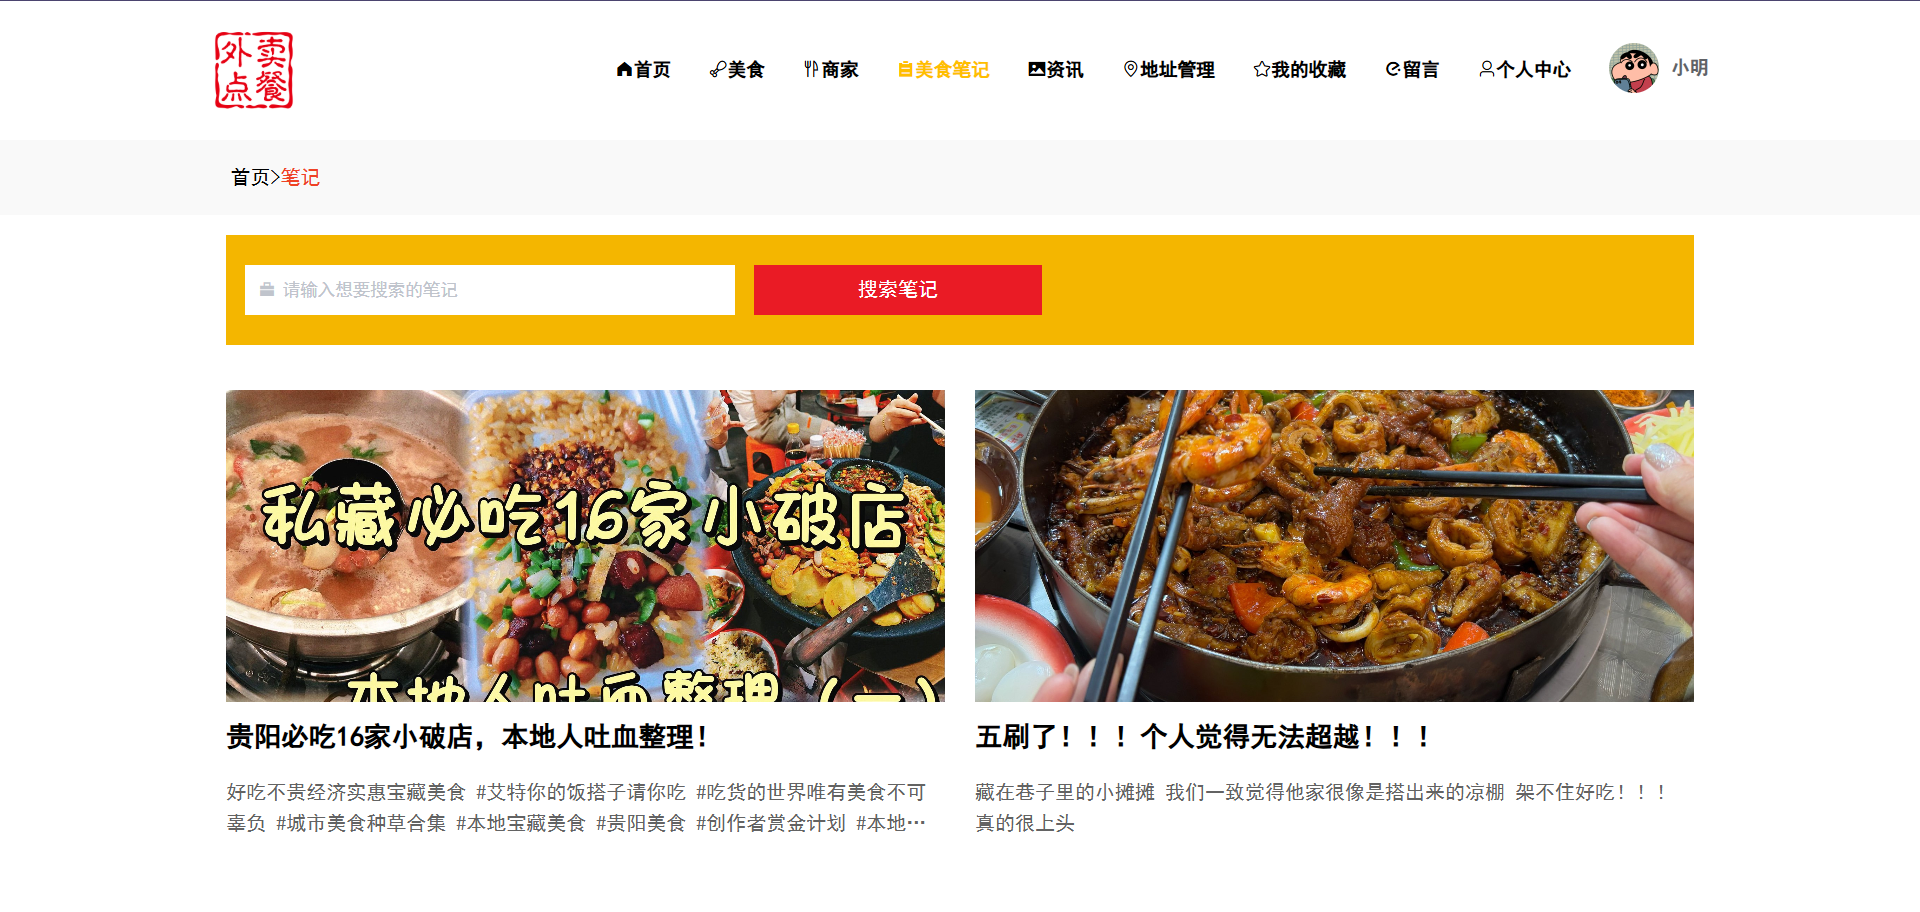 外卖
点餐
首页 美食 商家 美食笔记 资讯 地址管理 我的收藏 留言 个人中心 小明
首页>笔记
请输入想要搜索的笔记 搜索笔记
私藏必吃16家小破店
本地人吐血整理（一）
贵阳必吃16家小破店，本地人吐血整理！
好吃不贵经济实惠宝藏美食 #艾特你的饭搭子请你吃 #吃货的世界唯有美食不可
辜负 #城市美食种草合集 #本地宝藏美食 #贵阳美食 #创作者赏金计划 #本地…
五刷了！！！个人觉得无法超越！！！
藏在巷子里的小摊摊 我们一致觉得他家很像是搭出来的凉棚 架不住好吃！！！
真的很上头